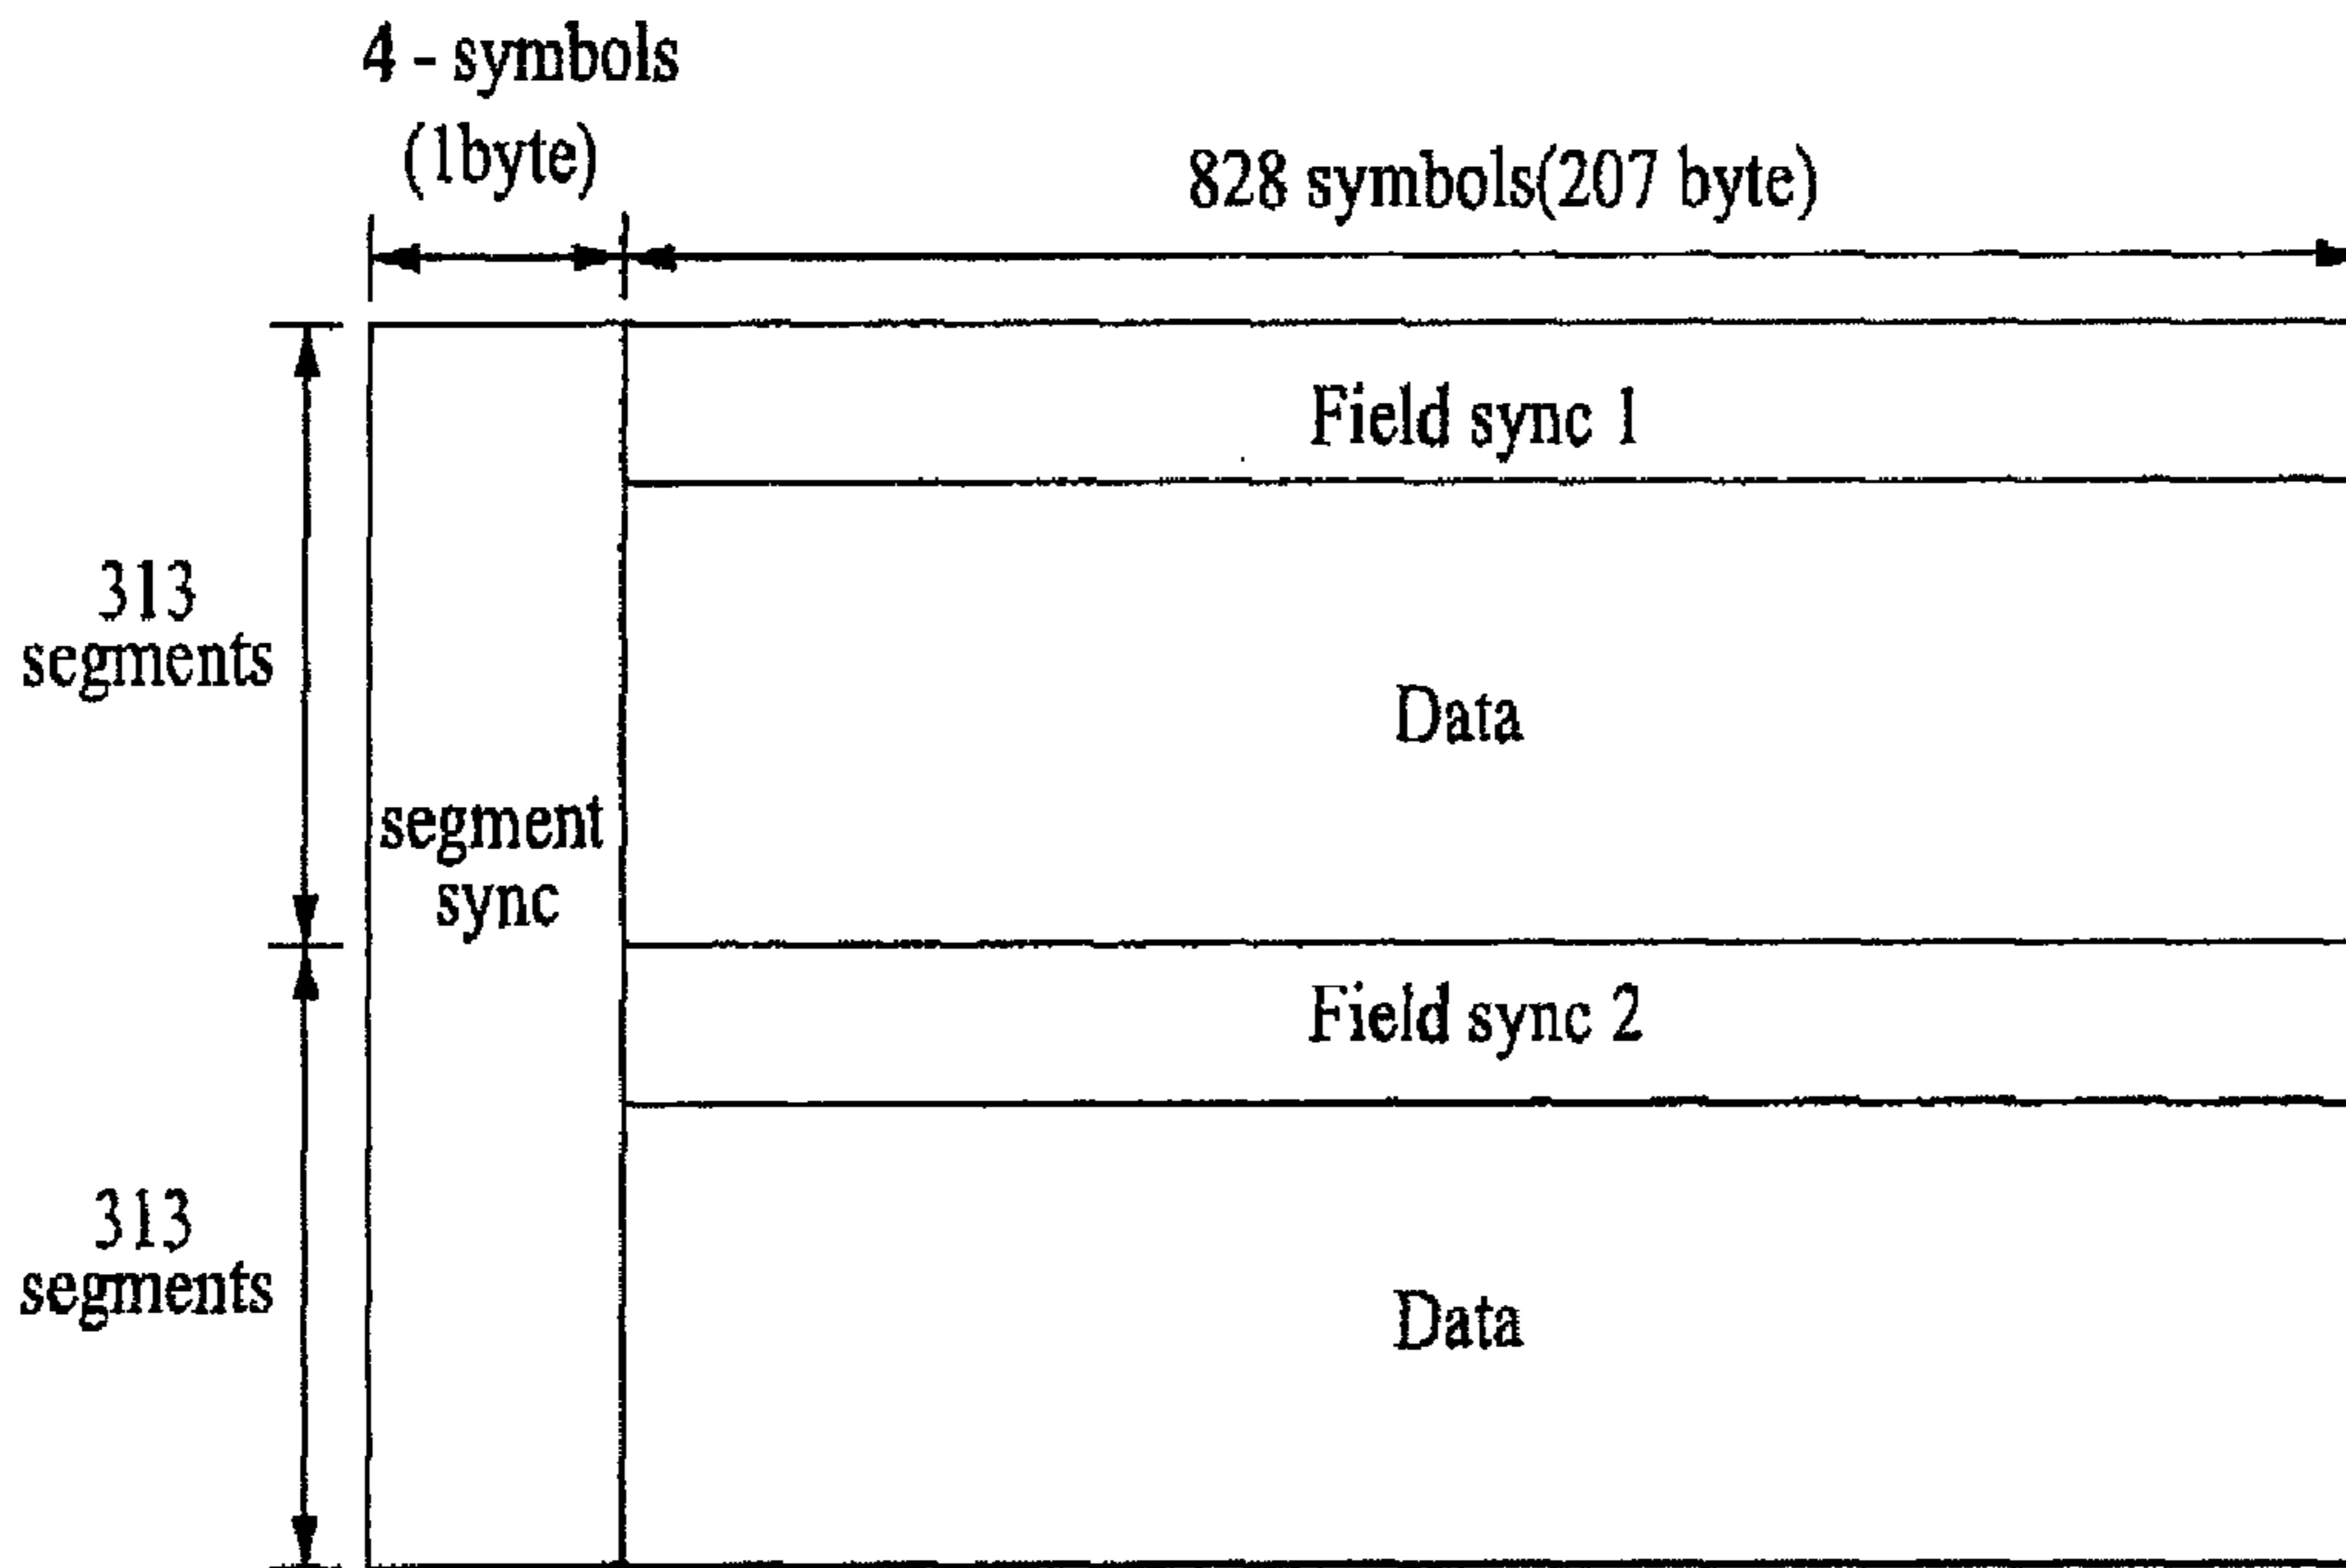 4 - symbols
(1byte)
828 symbols(207 byte)
Field sync 1
313
segments
Data
segment
sync
Field sync 2
313
segments
Data